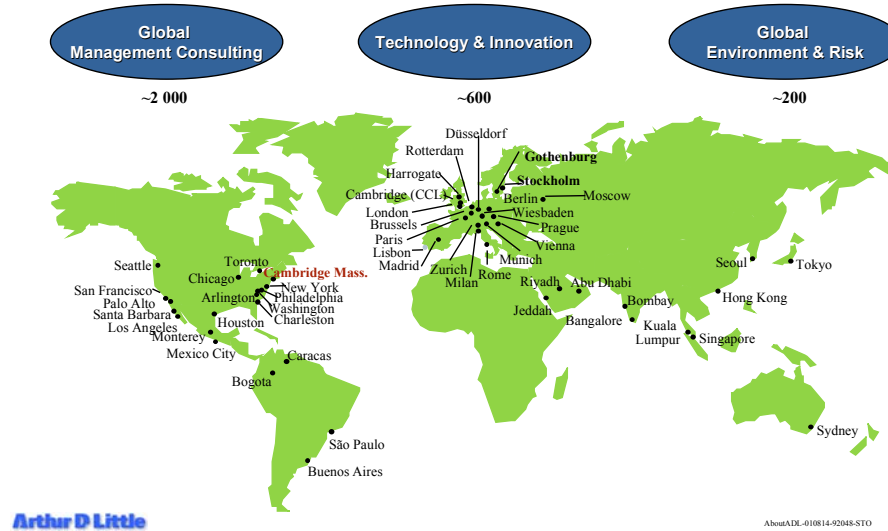 Global
Management Consulting
Technology & Innovation
Global
Environment & Risk
~2 000
~600
~200
Düsseldorf
Rotterdam
Gothenburg
Harrogate
Stockholm
Cambridge (CCL)
Berlin
Moscow
London
Wiesbaden
Brussels
Prague
Paris
Vienna
Lisbon
Munich
Madrid
Zurich
Rome
Milan
Seattle
Toronto
Chicago
Cambridge Mass.
New York
San Francisco
Arlington
Philadelphia
Palo Alto
Washington
Santa Barbara
Charleston
Los Angeles
Houston
Monterey
Mexico City
Caracas
Bogota
São Paulo
Buenos Aires
Riyadh
Abu Dhabi
Jeddah
Bombay
Bangalore
Seoul
Tokyo
Hong Kong
Kuala
Lumpur
Singapore
Sydney
Arthur D Little
AboutADL-010814-92048-STO